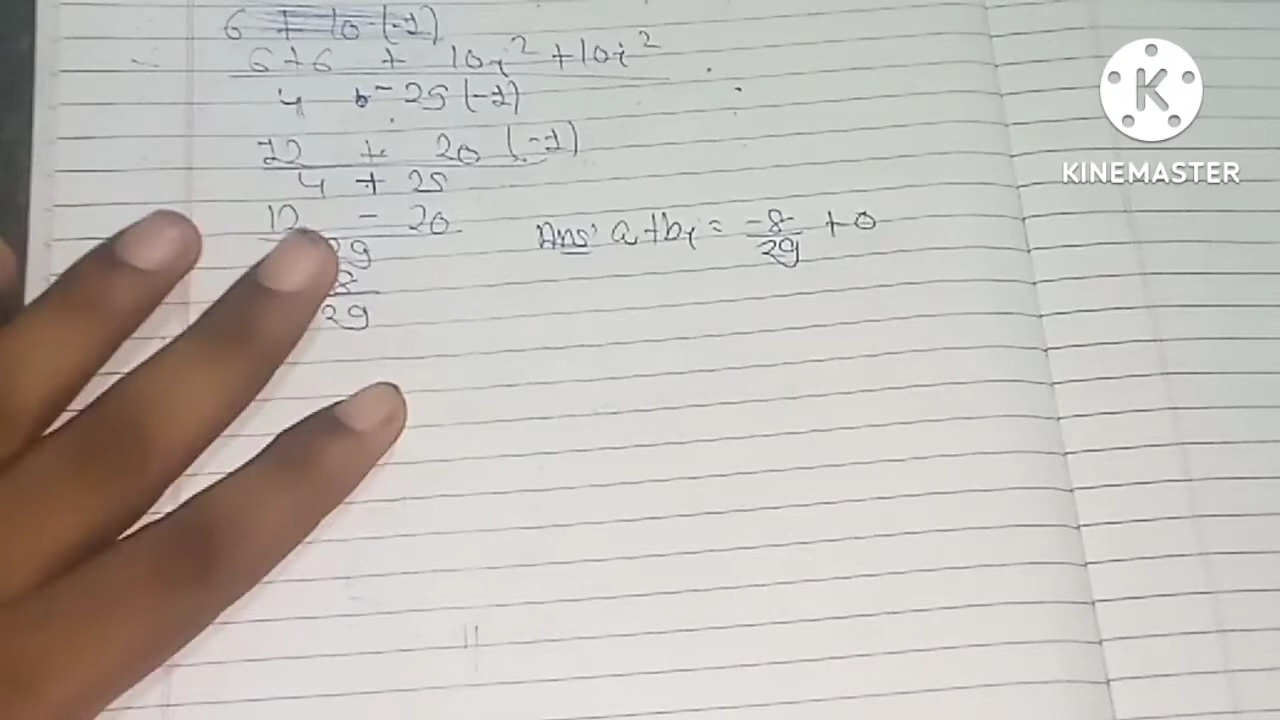 6 + 10 (-1)
6+6 + 10i² + 10i²
4 - 25 (-1)
12 + 20 (-1)
4 + 25
12 - 20
29
8
29
Ans' a+bi = -8/29 + 0
K
KINEMASTER